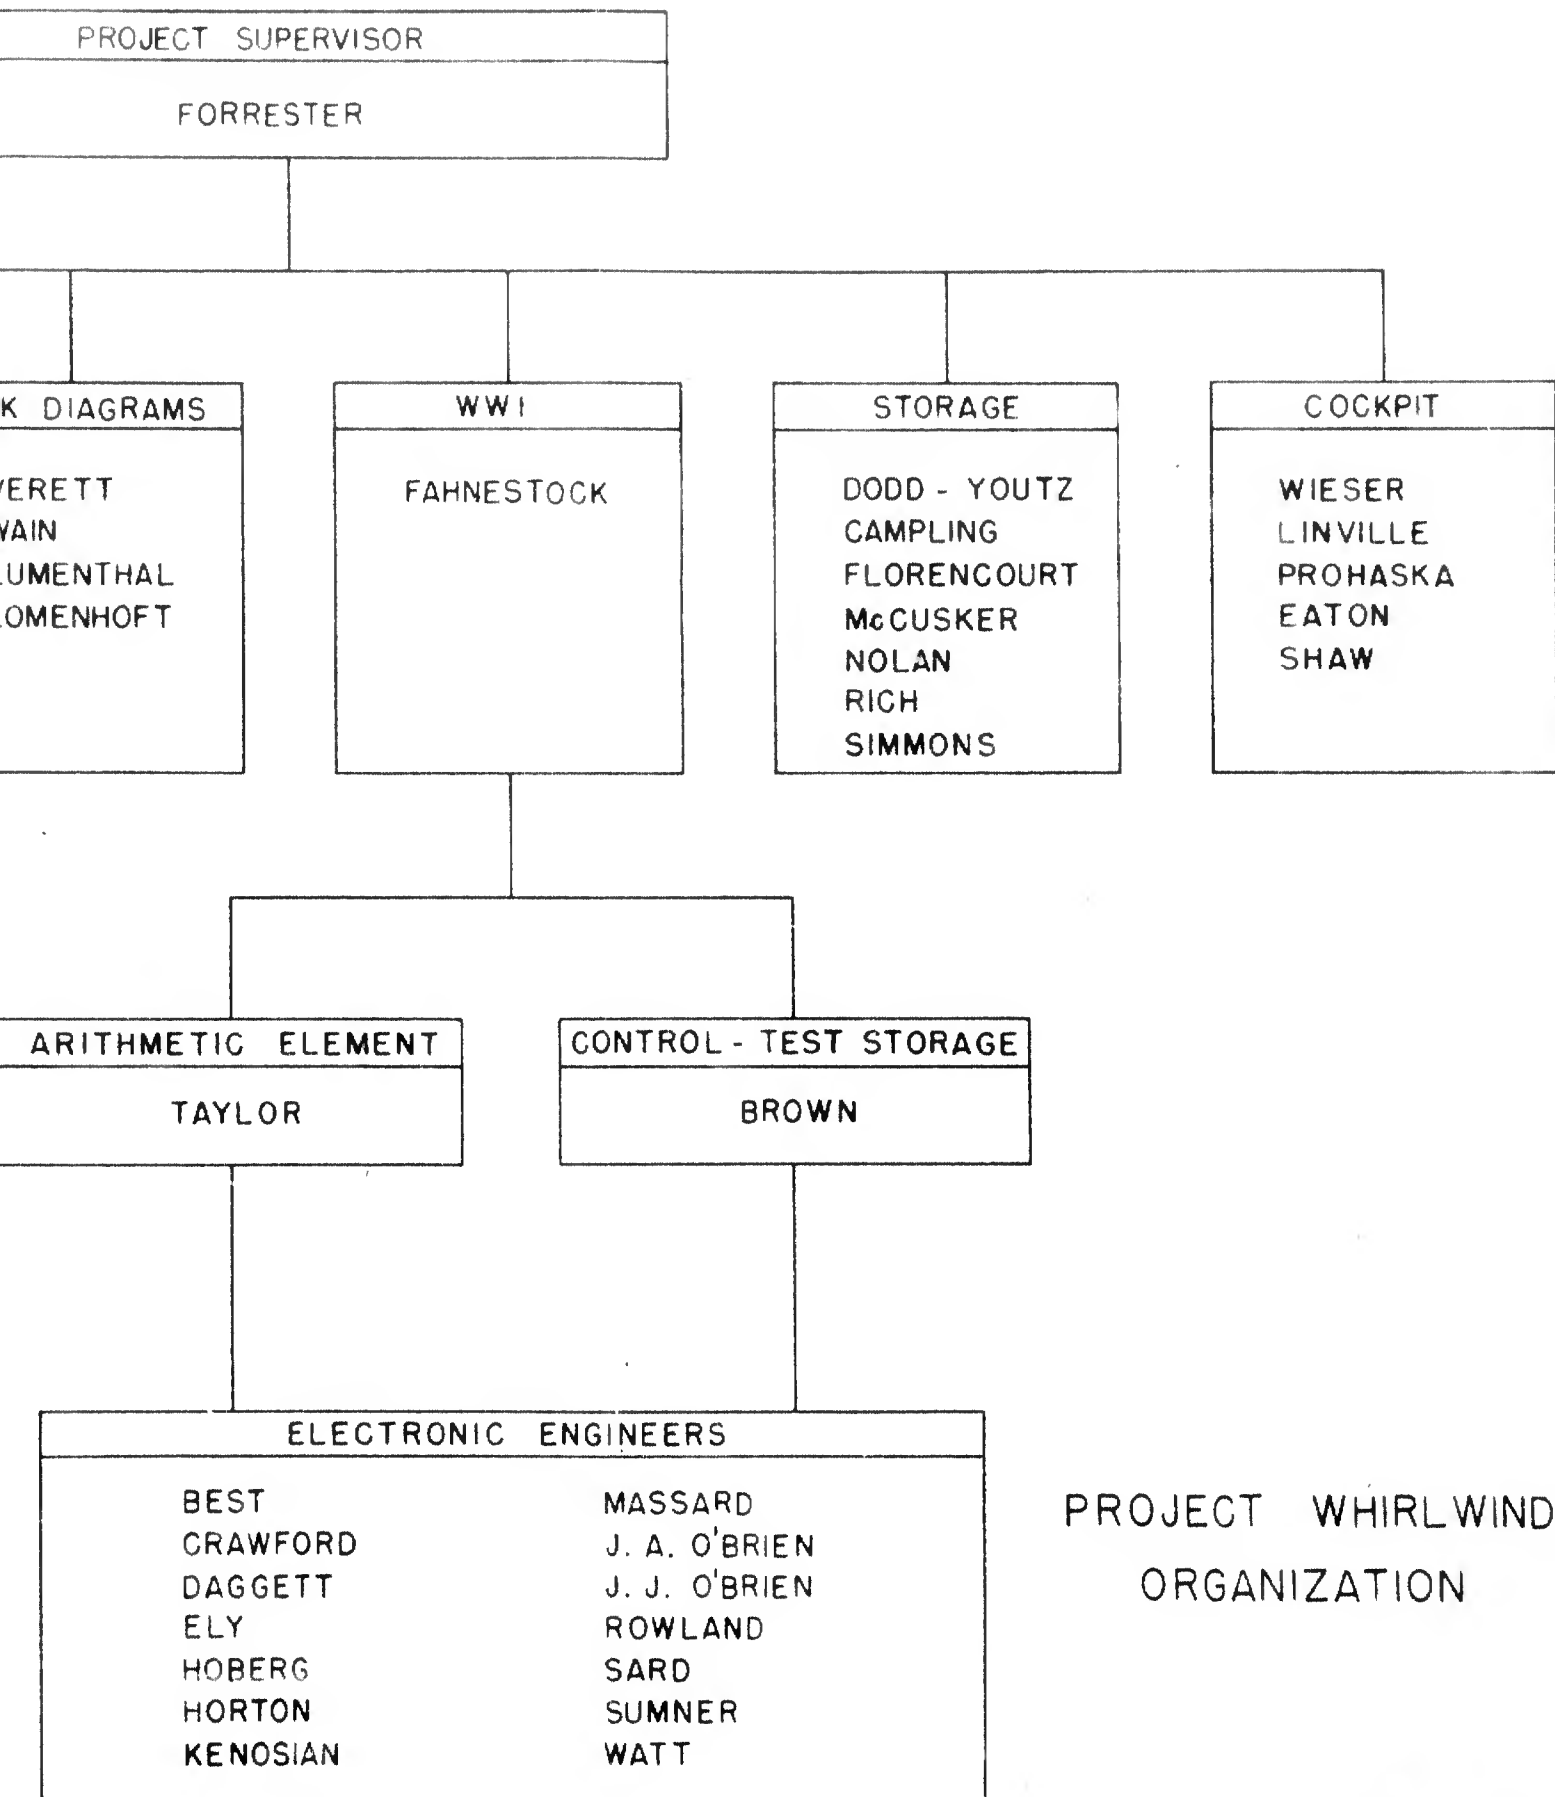 PROJECT SUPERVISOR
FORRESTER
DIAGRAMS
WWI
FAHNESTOCK
STORAGE
DODD - YOUTZ
CAMPLING
FLORENCOURT
McCUSKER
NOLAN
RICH
SIMMONS
COCKPIT
WIESER
LINVILLE
PROHASKA
EATON
SHAW
ARITHMETIC ELEMENT
TAYLOR
CONTROL - TEST STORAGE
BROWN
ELECTRONIC ENGINEERS
BEST
CRAWFORD
DAGGETT
ELY
HOBERG
HORTON
KENOSIAN
MASSARD
J. A. O'BRIEN
J. J. O'BRIEN
ROWLAND
SARD
SUMNER
WATT
PROJECT WHIRLWIND
ORGANIZATION